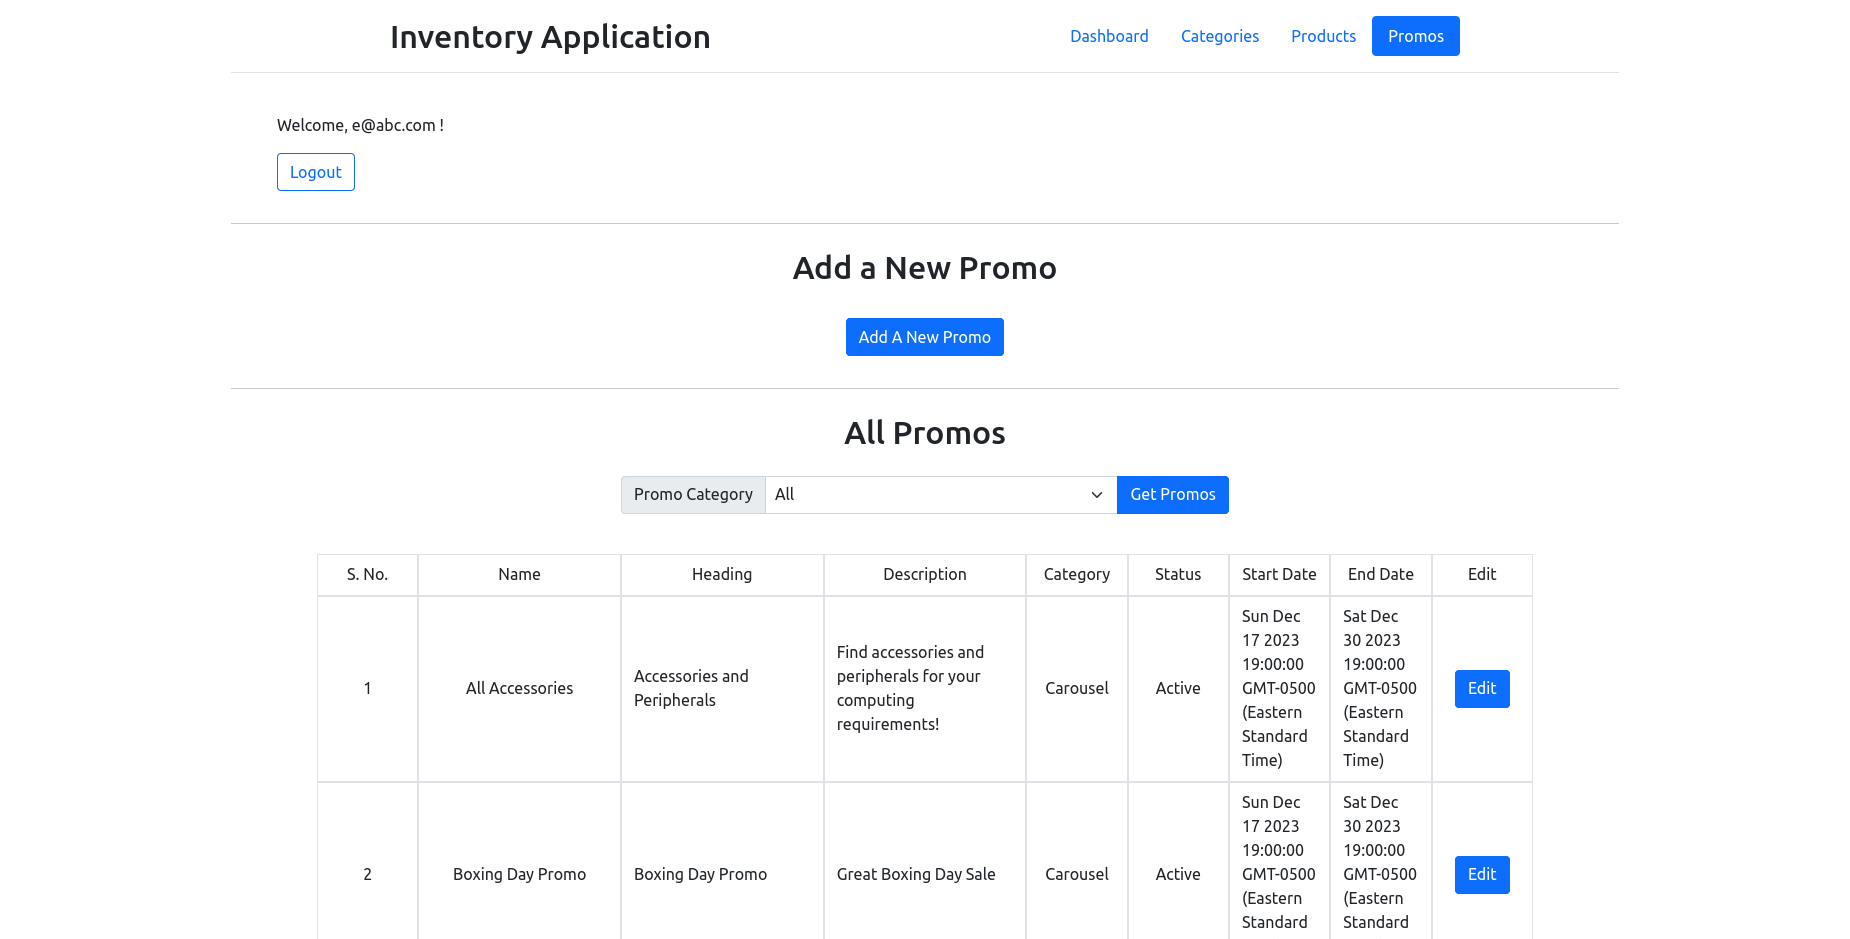 Inventory Application
Dashboard
Categories
Products
Promos
Welcome, e@abc.com !
Logout
Add a New Promo
Add A New Promo
All Promos
Promo Category
All
Get Promos
S. No.
Name
Heading
Description
Category
Status
Start Date
End Date
Edit
1
All Accessories
Accessories and
Peripherals
Find accessories and
peripherals for your
computing
requirements!
Carousel
Active
Sun Dec
17 2023
19:00:00
GMT-0500
(Eastern
Standard
Time)
Sat Dec
30 2023
19:00:00
GMT-0500
(Eastern
Standard
Time)
Edit
2
Boxing Day Promo
Boxing Day Promo
Great Boxing Day Sale
Carousel
Active
Sun Dec
17 2023
19:00:00
GMT-0500
(Eastern
Standard
Sat Dec
30 2023
19:00:00
GMT-0500
(Eastern
Standard
Edit